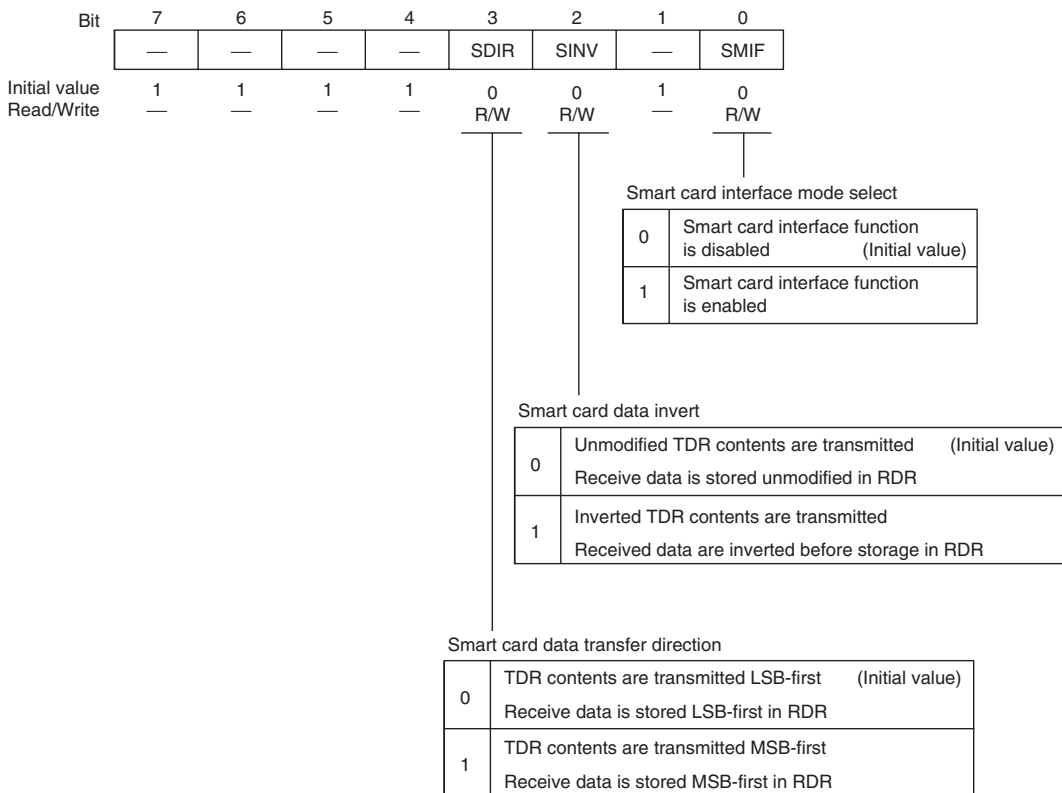 Bit 7 6 5 4 3 2 1 0
— — — — SDIR SINV — SMIF
Initial value 1 1 1 1 0 0 1 0
Read/Write — — — — R/W R/W — R/W
Smart card interface mode select
0 Smart card interface function
is disabled (Initial value)
1 Smart card interface function
is enabled
Smart card data invert
0 Unmodified TDR contents are transmitted (Initial value)
Receive data is stored unmodified in RDR
1 Inverted TDR contents are transmitted
Received data are inverted before storage in RDR
Smart card data transfer direction
0 TDR contents are transmitted LSB-first (Initial value)
Receive data is stored LSB-first in RDR
1 TDR contents are transmitted MSB-first
Receive data is stored MSB-first in RDR